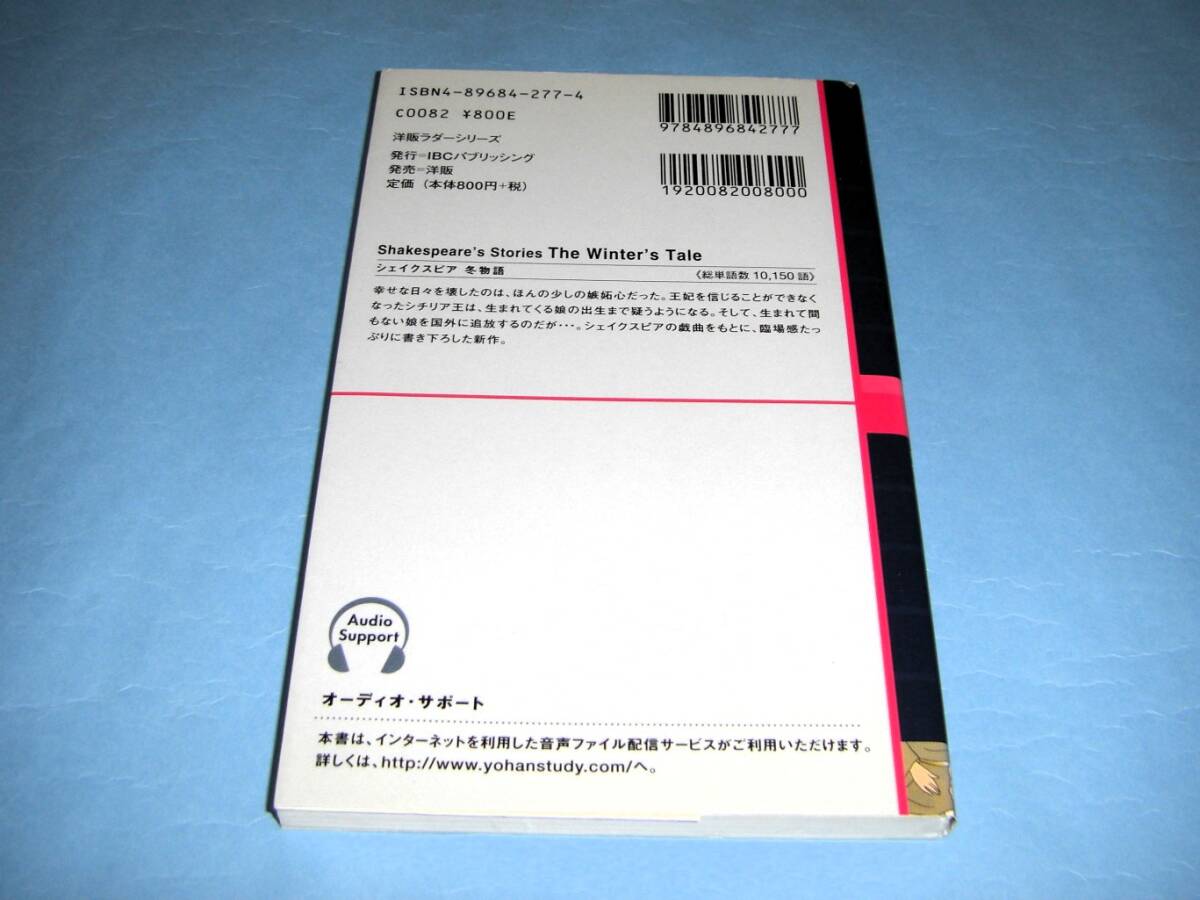 ISBN4-89684-277-4
C0082 ¥800E
洋販ラダーシリーズ
発行=IBCパブリッシング
発売=洋販
定価（本体800円+税）
9784896842777
1920082008000
Shakespeare's Stories The Winter's Tale
シェイクスピア 冬物語 《総単語数 10,150 語》
幸せな日々を壊したのは、ほんの少しの嫉妬心だった。王妃を信じることができなく
なったシチリア王は、生まれてくる娘の出生まで疑うようになる。そして、生まれて間
もない娘を国外に追放するのだが・・・。シェイクスピアの戯曲をもとに、臨場感たっ
ぷりに書き下ろした新作。
Audio
Support
オーディオ・サポート
本書は、インターネットを利用した音声ファイル配信サービスがご利用いただけます。
詳しくは、http://www.yohanstudy.com/へ。